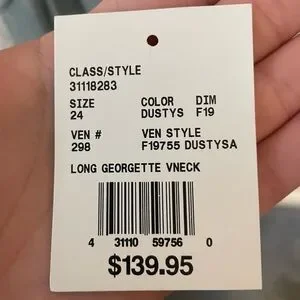 CLASS/STYLE
31118283
SIZE COLOR DIM
24 DUSTYS F19
VEN # VEN STYLE
298 F19755 DUSTYSA
LONG GEORGETTE VNECK
4 31110 59756 0
$139.95